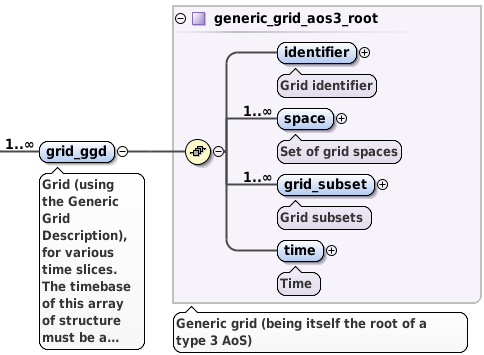 generic_grid_aos3_root
identifier
Grid identifier
1..∞
space
Set of grid spaces
1..∞
grid_ggd
1..∞
grid_subset
Grid subsets
time
Time
Grid (using
the Generic
Grid
Description),
for various
time slices.
The timebase
of this array
of structure
must be a...
Generic grid (being itself the root of a
type 3 AoS)